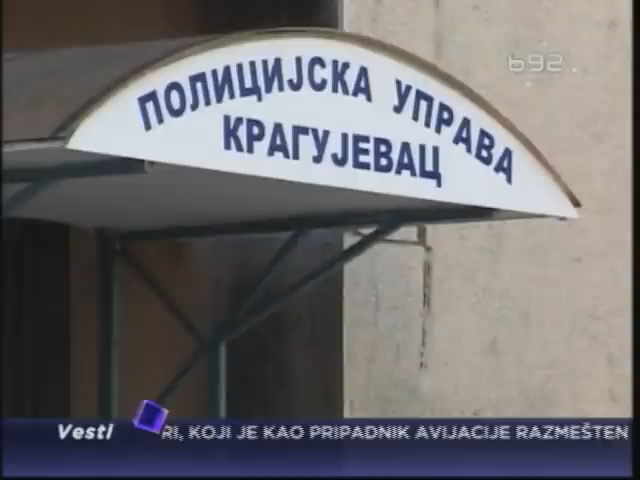 B92.
ПОЛИЦИЈСКА УПРАВА
КРАГУЈЕВАЦ
Vesti
RI, KOJI JE KAO PRIPADNIK AVIJACIJE RAZMEŠTEN